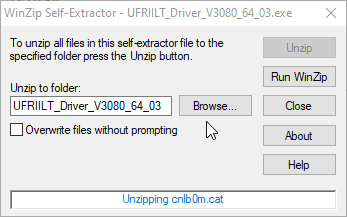 WinZip Self-Extractor - UFRIILT_Driver_V3080_64_03.exe
To unzip all files in this self-extractor file to the
specified folder press the Unzip button.
Unzip to folder:
UFRIILT_Driver_V3080_64_03
Browse...
Overwrite files without prompting
Unzip
Run WinZip
Close
About
Help
Unzipping cnlb0m.cat